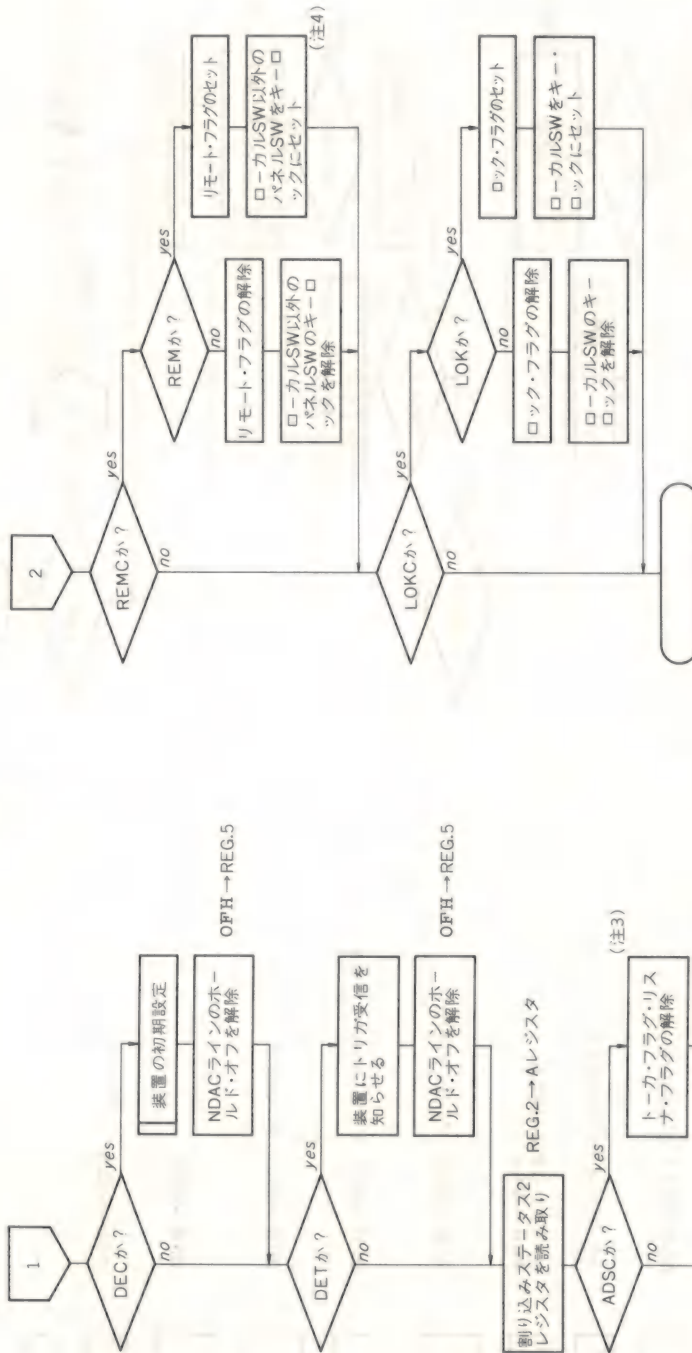 1
DECか？
yes
no
装置の初期設定
NDACラインのホー
ルド・オフを解除
OFH→REG.5
DETか？
yes
no
装置にトリガ受信を
知らせる
NDACラインのホー
ルド・オフを解除
OFH→REG.5
割り込みステータス2
レジスタを読み取り
REG.2→Aレジスタ
ADSCか？
yes
no
(注3)
トーカ・フラグ・リス
ナ・フラグの解除
2
REMCか？
yes
no
REMか？
yes
no
リモート・フラグのセット
ローカルSW以外の
パネルSWをキーロ
ックにセット
(注4)
リモート・フラグの解除
ローカルSW以外の
パネルSWのキーロ
ックを解除
LOKCか？
yes
no
LOKか？
yes
no
ロック・フラグのセット
ローカルSWをキー・
ロックにセット
ロック・フラグの解除
ローカルSWのキー・
ロックを解除